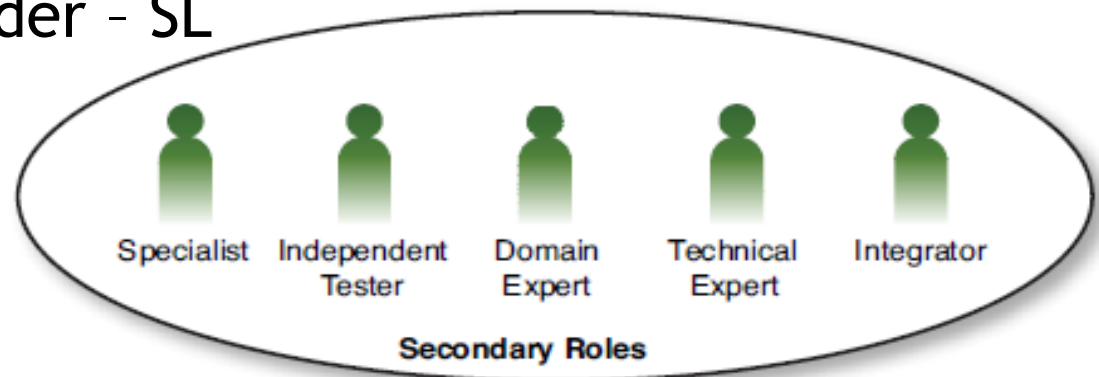 der – SL
Specialist
Independent
Tester
Domain
Expert
Technical
Expert
Integrator
Secondary Roles